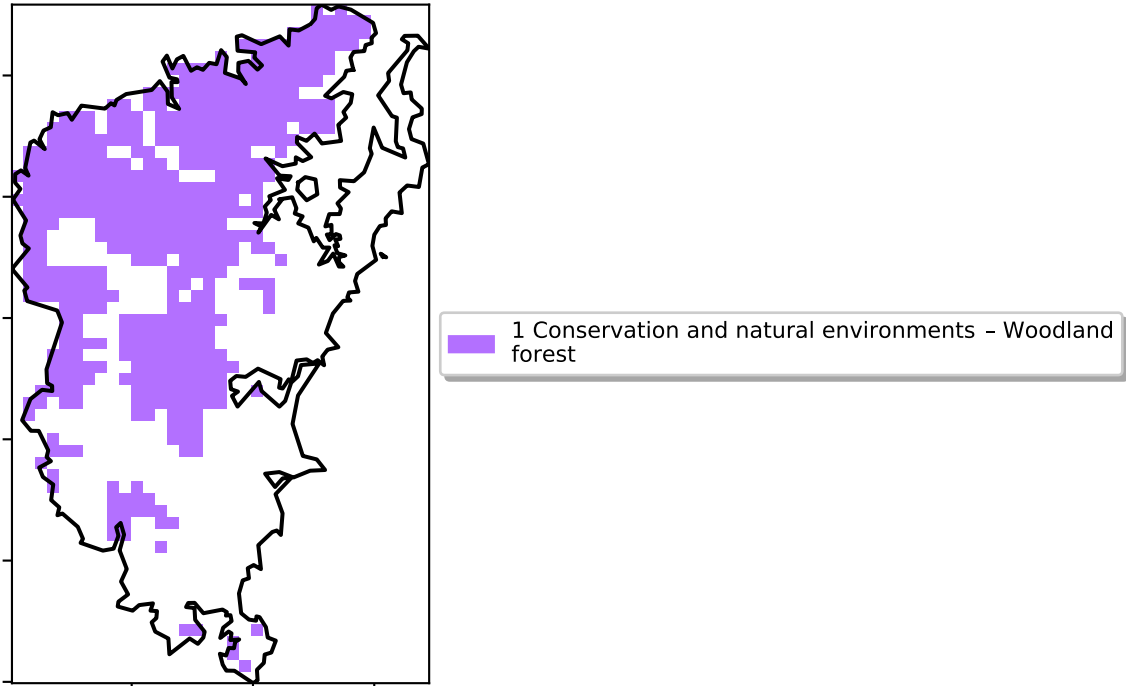 1 Conservation and natural environments – Woodland
forest